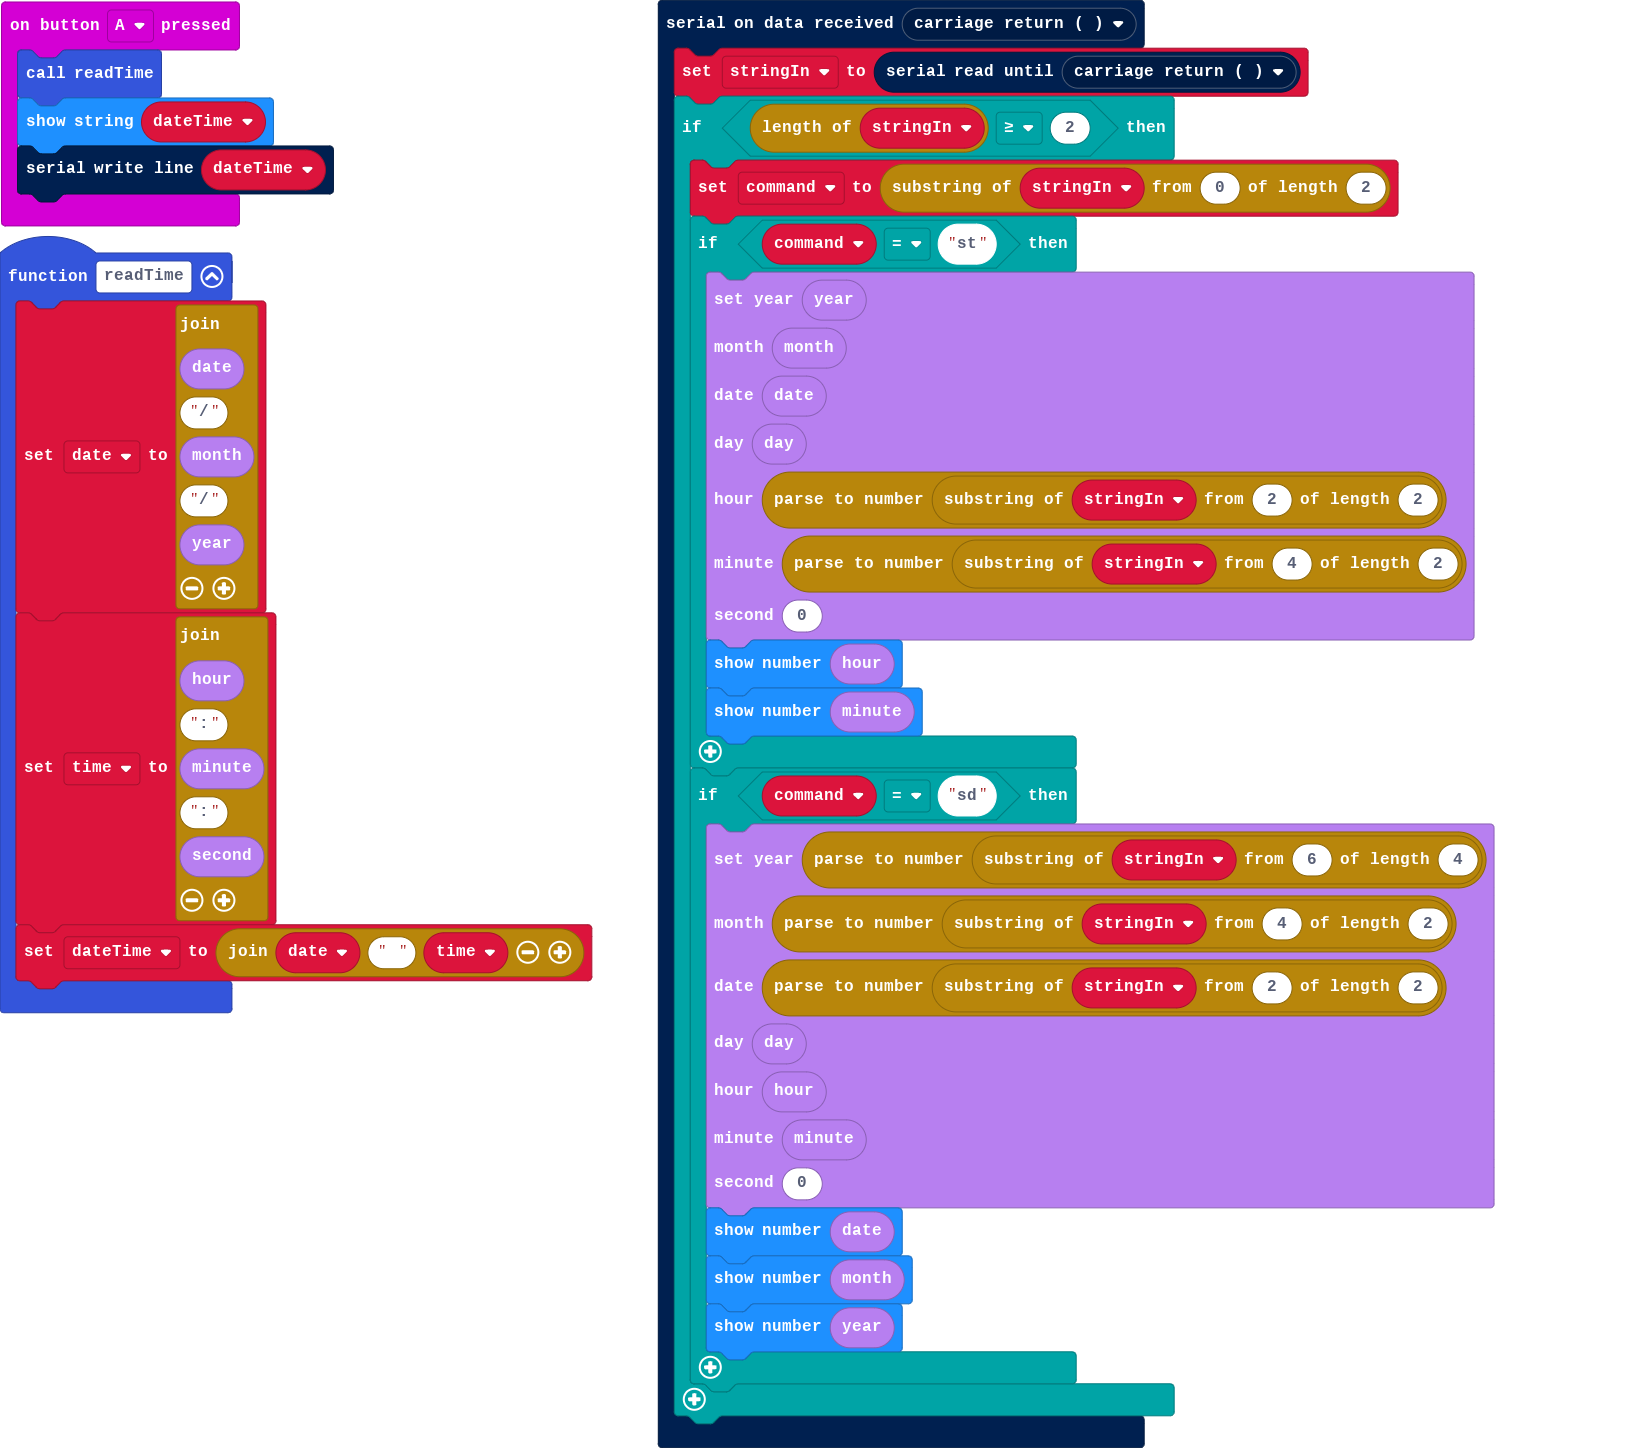 on button A pressed
call readTime
show string dateTime
serial write line dateTime
function readTime
set date to join
date
"/"
month
"/"
year
set time to join
hour
":"
minute
":"
second
set dateTime to join date " " time
serial on data received carriage return ( )
set stringIn to serial read until carriage return ( )
if length of stringIn ≥ 2 then
set command to substring of stringIn from 0 of length 2
if command = "st" then
set year year
month month
date date
day day
hour parse to number substring of stringIn from 2 of length 2
minute parse to number substring of stringIn from 4 of length 2
second 0
show number hour
show number minute
if command = "sd" then
set year parse to number substring of stringIn from 6 of length 4
month parse to number substring of stringIn from 4 of length 2
date parse to number substring of stringIn from 2 of length 2
day day
hour hour
minute minute
second 0
show number date
show number month
show number year